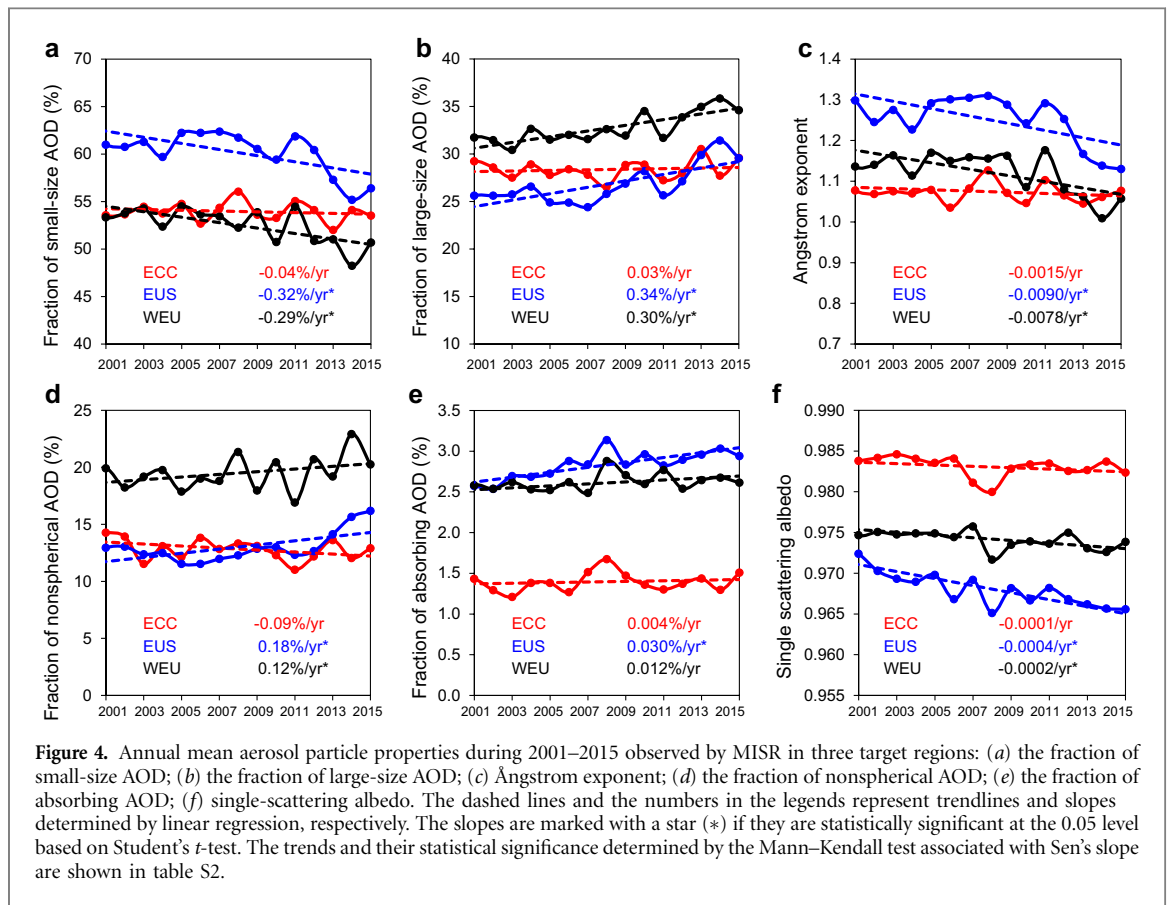 a
Fraction of small-size AOD (%)
70
65
60
55
50
45
40
ECC -0.04%/yr
EUS -0.32%/yr*
WEU -0.29%/yr*
2001 2003 2005 2007 2009 2011 2013 2015
b
Fraction of large-size AOD (%)
40
35
30
25
20
15
10
ECC 0.03%/yr
EUS 0.34%/yr*
WEU 0.30%/yr*
2001 2003 2005 2007 2009 2011 2013 2015
c
Angstrom exponent
1.4
1.3
1.2
1.1
1.0
0.9
0.8
0.7
ECC -0.0015/yr
EUS -0.0090/yr*
WEU -0.0078/yr*
2001 2003 2005 2007 2009 2011 2013 2015
d
Fraction of nonspherical AOD (%)
25
20
15
10
5
0
ECC -0.09%/yr
EUS 0.18%/yr*
WEU 0.12%/yr*
2001 2003 2005 2007 2009 2011 2013 2015
e
Fraction of absorbing AOD (%)
3.5
3.0
2.5
2.0
1.5
1.0
0.5
0.0
ECC 0.004%/yr
EUS 0.030%/yr*
WEU 0.012%/yr
2001 2003 2005 2007 2009 2011 2013 2015
f
Single scattering albedo
0.990
0.985
0.980
0.975
0.970
0.965
0.960
0.955
ECC -0.0001/yr
EUS -0.0004/yr*
WEU -0.0002/yr*
2001 2003 2005 2007 2009 2011 2013 2015
Figure 4. Annual mean aerosol particle properties during 2001–2015 observed by MISR in three target regions: (a) the fraction of
small-size AOD; (b) the fraction of large-size AOD; (c) Ångstrom exponent; (d) the fraction of nonspherical AOD; (e) the fraction of
absorbing AOD; (f) single-scattering albedo. The dashed lines and the numbers in the legends represent trendlines and slopes
determined by linear regression, respectively. The slopes are marked with a star (*) if they are statistically significant at the 0.05 level
based on Student's t-test. The trends and their statistical significance determined by the Mann–Kendall test associated with Sen's slope
are shown in table S2.